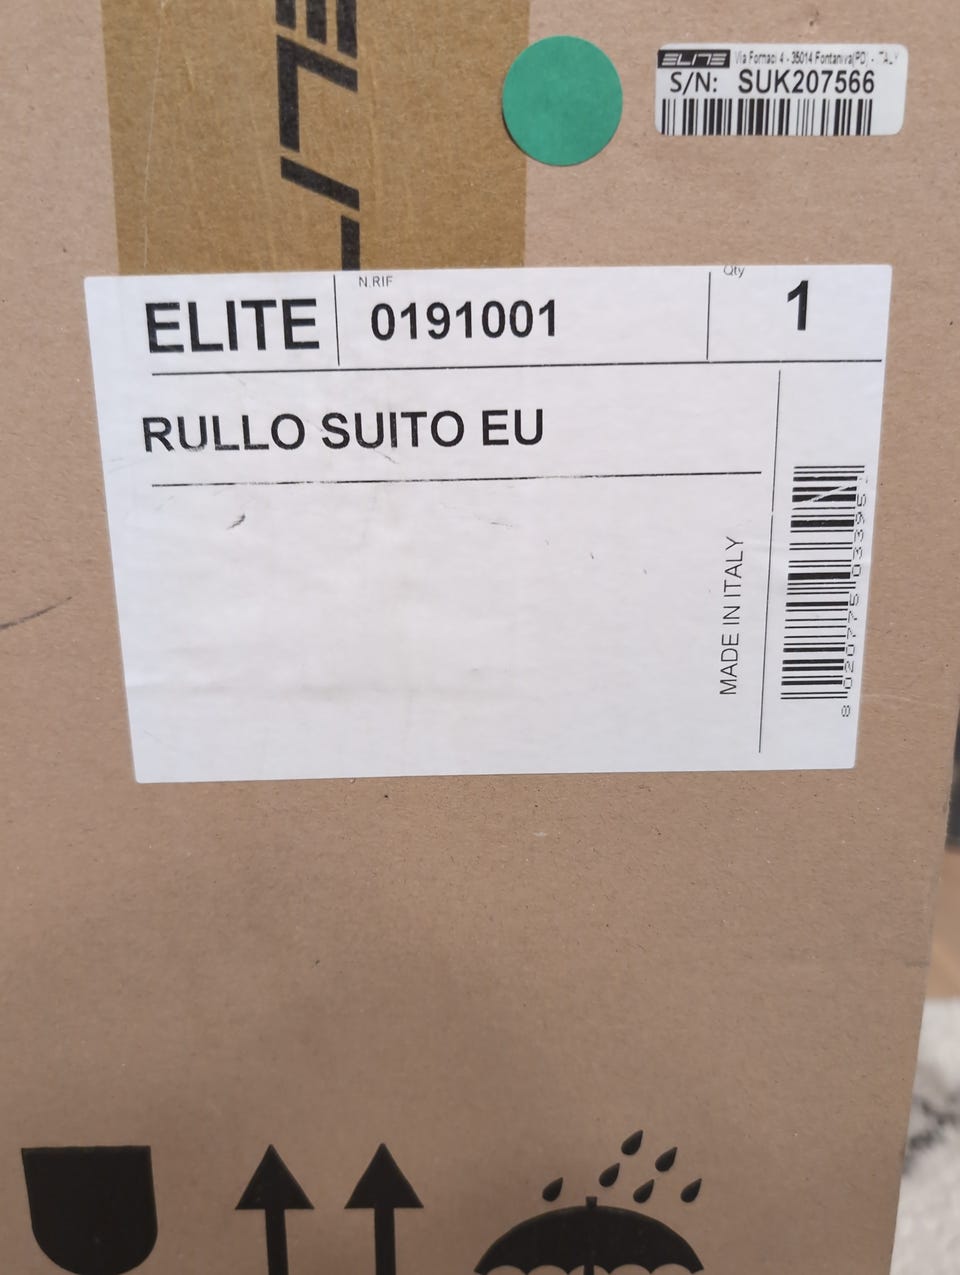 ELITE
ELITE Via Fornaci 4 - 35014 Fontaniva(PD) - ITALY
S/N: SUK207566
ELITE
N.RIF
0191001
Qty
1
RULLO SUITO EU
MADE IN ITALY